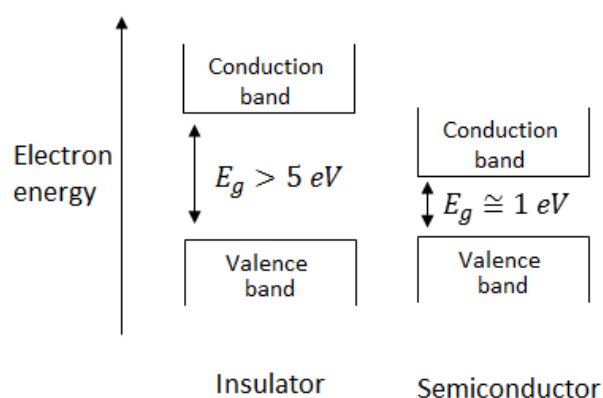 Conduction
band
Conduction
band
Electron
energy
E_g > 5 eV
E_g ≅ 1 eV
Valence
band
Valence
band
Insulator
Semiconductor